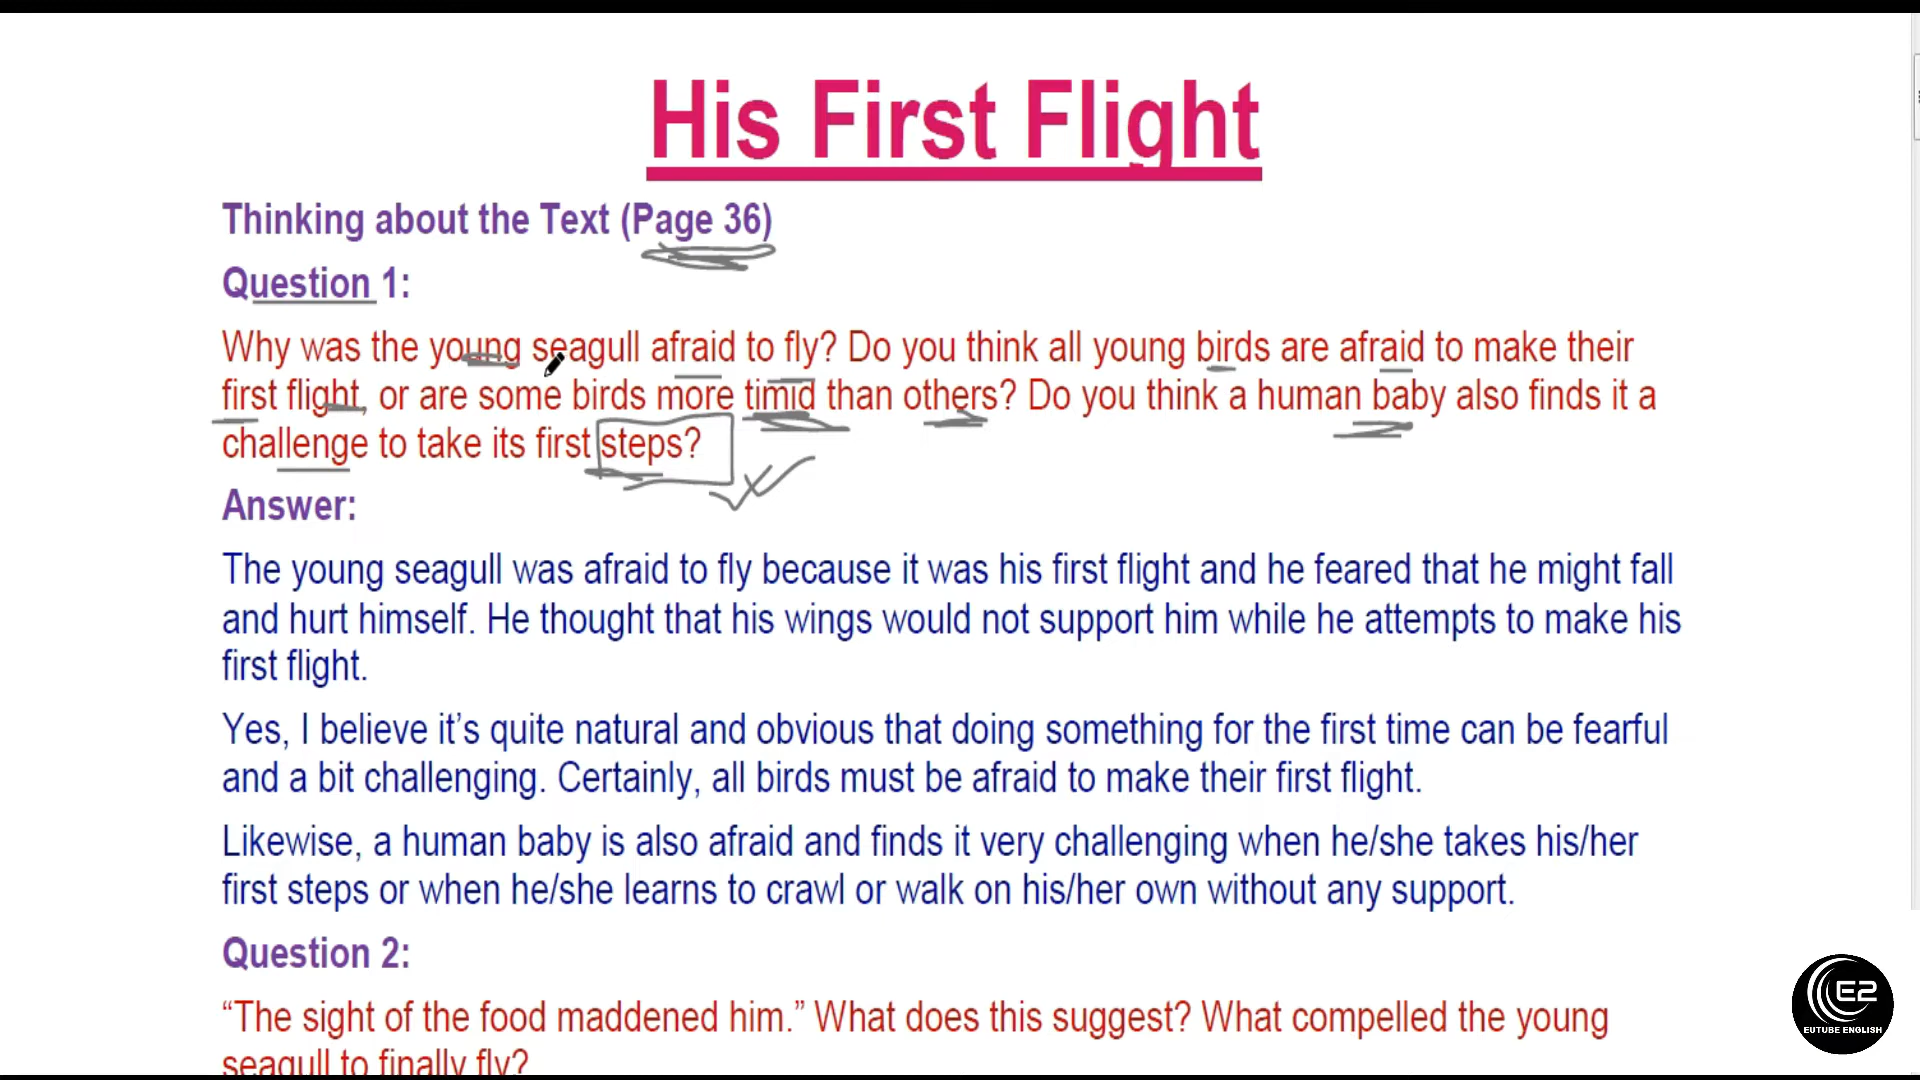 His First Flight
Thinking about the Text (Page 36)
Question 1:
Why was the young seagull afraid to fly? Do you think all young birds are afraid to make their
first flight, or are some birds more timid than others? Do you think a human baby also finds it a
challenge to take its first steps?
Answer:
The young seagull was afraid to fly because it was his first flight and he feared that he might fall
and hurt himself. He thought that his wings would not support him while he attempts to make his
first flight.
Yes, I believe it’s quite natural and obvious that doing something for the first time can be fearful
and a bit challenging. Certainly, all birds must be afraid to make their first flight.
Likewise, a human baby is also afraid and finds it very challenging when he/she takes his/her
first steps or when he/she learns to crawl or walk on his/her own without any support.
Question 2:
“The sight of the food maddened him.” What does this suggest? What compelled the young
seagull to finally fly?
E2
EUTUBE ENGLISH